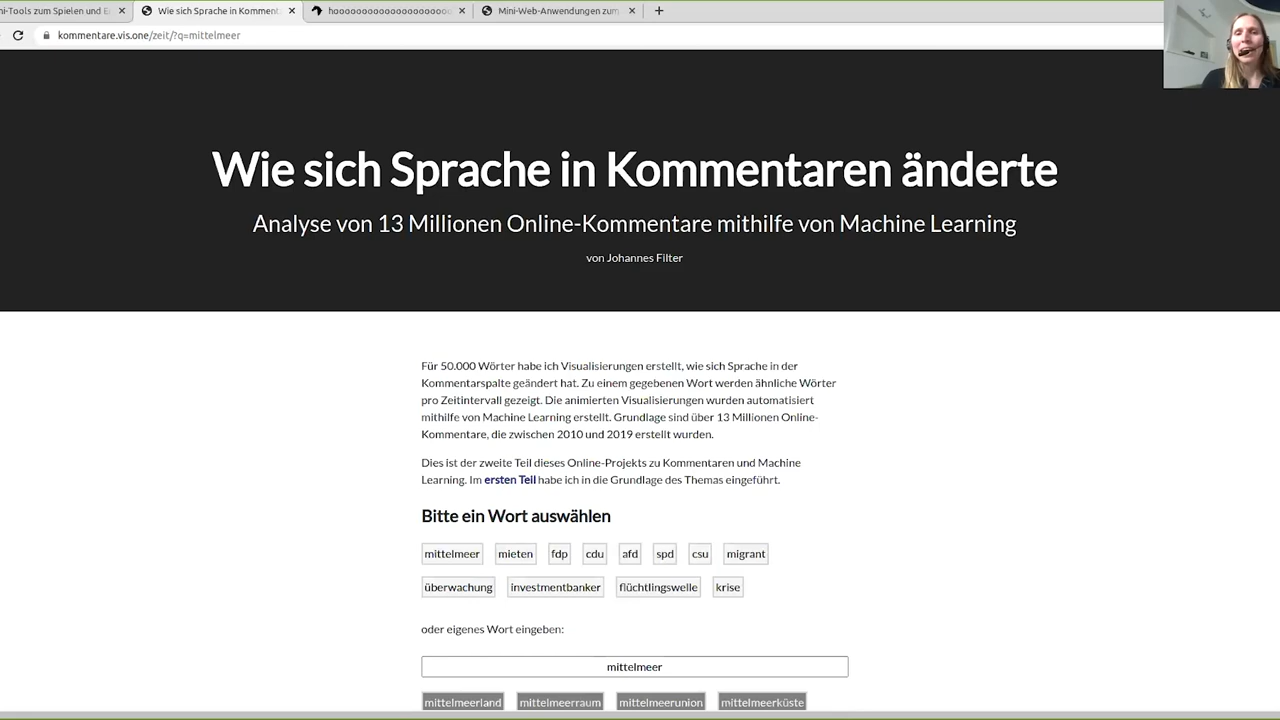 ni-Tools zum Spielen und E
Wie sich Sprache in Komment
Mini-Web-Anwendungen zum
kommentare.vis.one/zeit/?q=mittelmeer
Wie sich Sprache in Kommentaren änderte
Analyse von 13 Millionen Online-Kommentare mithilfe von Machine Learning
von Johannes Filter
Für 50.000 Wörter habe ich Visualisierungen erstellt, wie sich Sprache in der
Kommentarspalte geändert hat. Zu einem gegebenen Wort werden ähnliche Wörter
pro Zeitintervall gezeigt. Die animierten Visualisierungen wurden automatisiert
mithilfe von Machine Learning erstellt. Grundlage sind über 13 Millionen Online-
Kommentare, die zwischen 2010 und 2019 erstellt wurden.
Dies ist der zweite Teil dieses Online-Projekts zu Kommentaren und Machine
Learning. Im ersten Teil habe ich in die Grundlage des Themas eingeführt.
Bitte ein Wort auswählen
mittelmeer mieten fdp cdu afd spd csu migrant
überwachung investmentbanker flüchtlingswelle krise
oder eigenes Wort eingeben:
mittelmeer
mittelmeerland mittelmeerraum mittelmeerunion mittelmeerküste